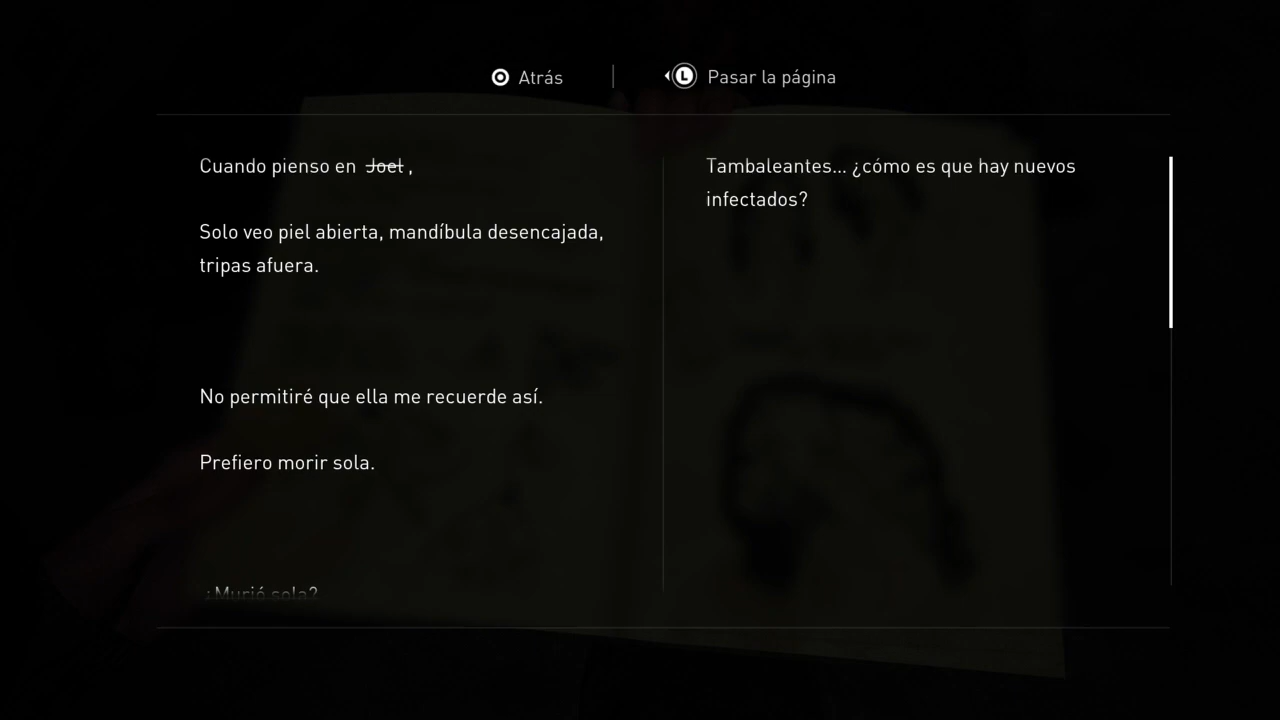 Atrás
L Pasar la página
Cuando pienso en Joel,
Solo veo piel abierta, mandíbula desencajada,
tripas afuera.
No permitiré que ella me recuerde así.
Prefiero morir sola.
¿Murió sola?
Tambaleantes... ¿cómo es que hay nuevos
infectados?